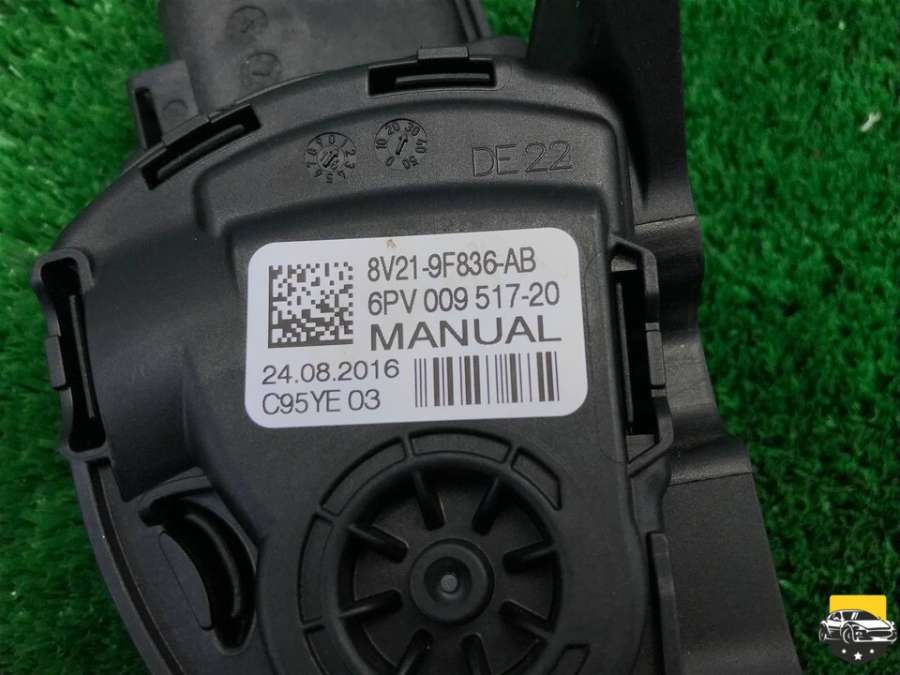 DE 22
8V21-9F836-AB
6PV 009 517-20
MANUAL
24.08.2016
C95YE 03